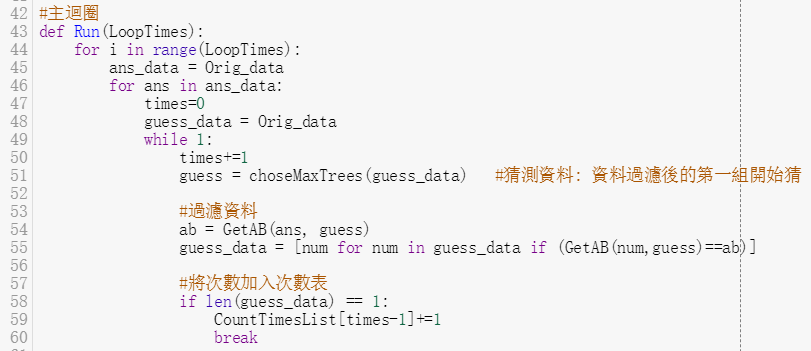 42 #主迴圈
43 def Run(LoopTimes):
44     for i in range(LoopTimes):
45         ans_data = Orig_data
46         for ans in ans_data:
47             times=0
48             guess_data = Orig_data
49             while 1:
50                 times+=1
51                 guess = choseMaxTrees(guess_data)   #猜測資料: 資料過濾後的第一組開始猜
52
53                 #過濾資料
54                 ab = GetAB(ans, guess)
55                 guess_data = [num for num in guess_data if (GetAB(num,guess)==ab)]
56
57                 #將次數加入次數表
58                 if len(guess_data) == 1:
59                     CountTimesList[times-1]+=1
60                     break